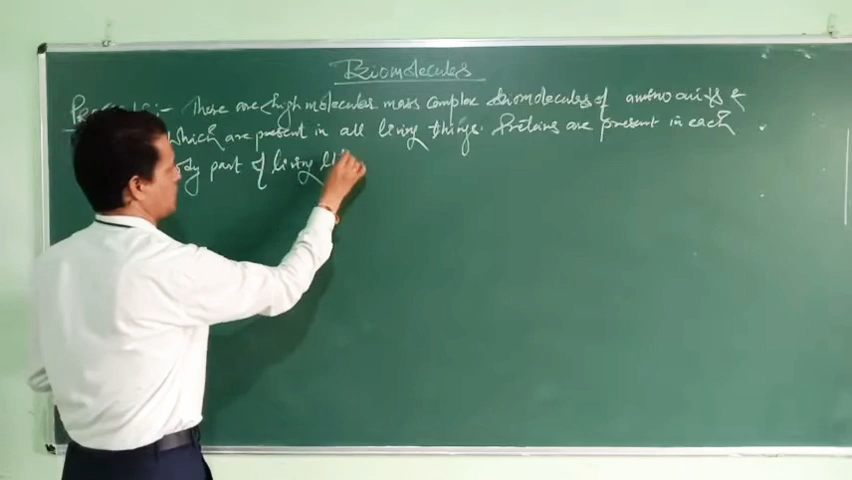 Biomolecules
:- These are high molecules mass complex biomolecules of amino acids &
which are present in all living things. Proteins are present in each
part of living